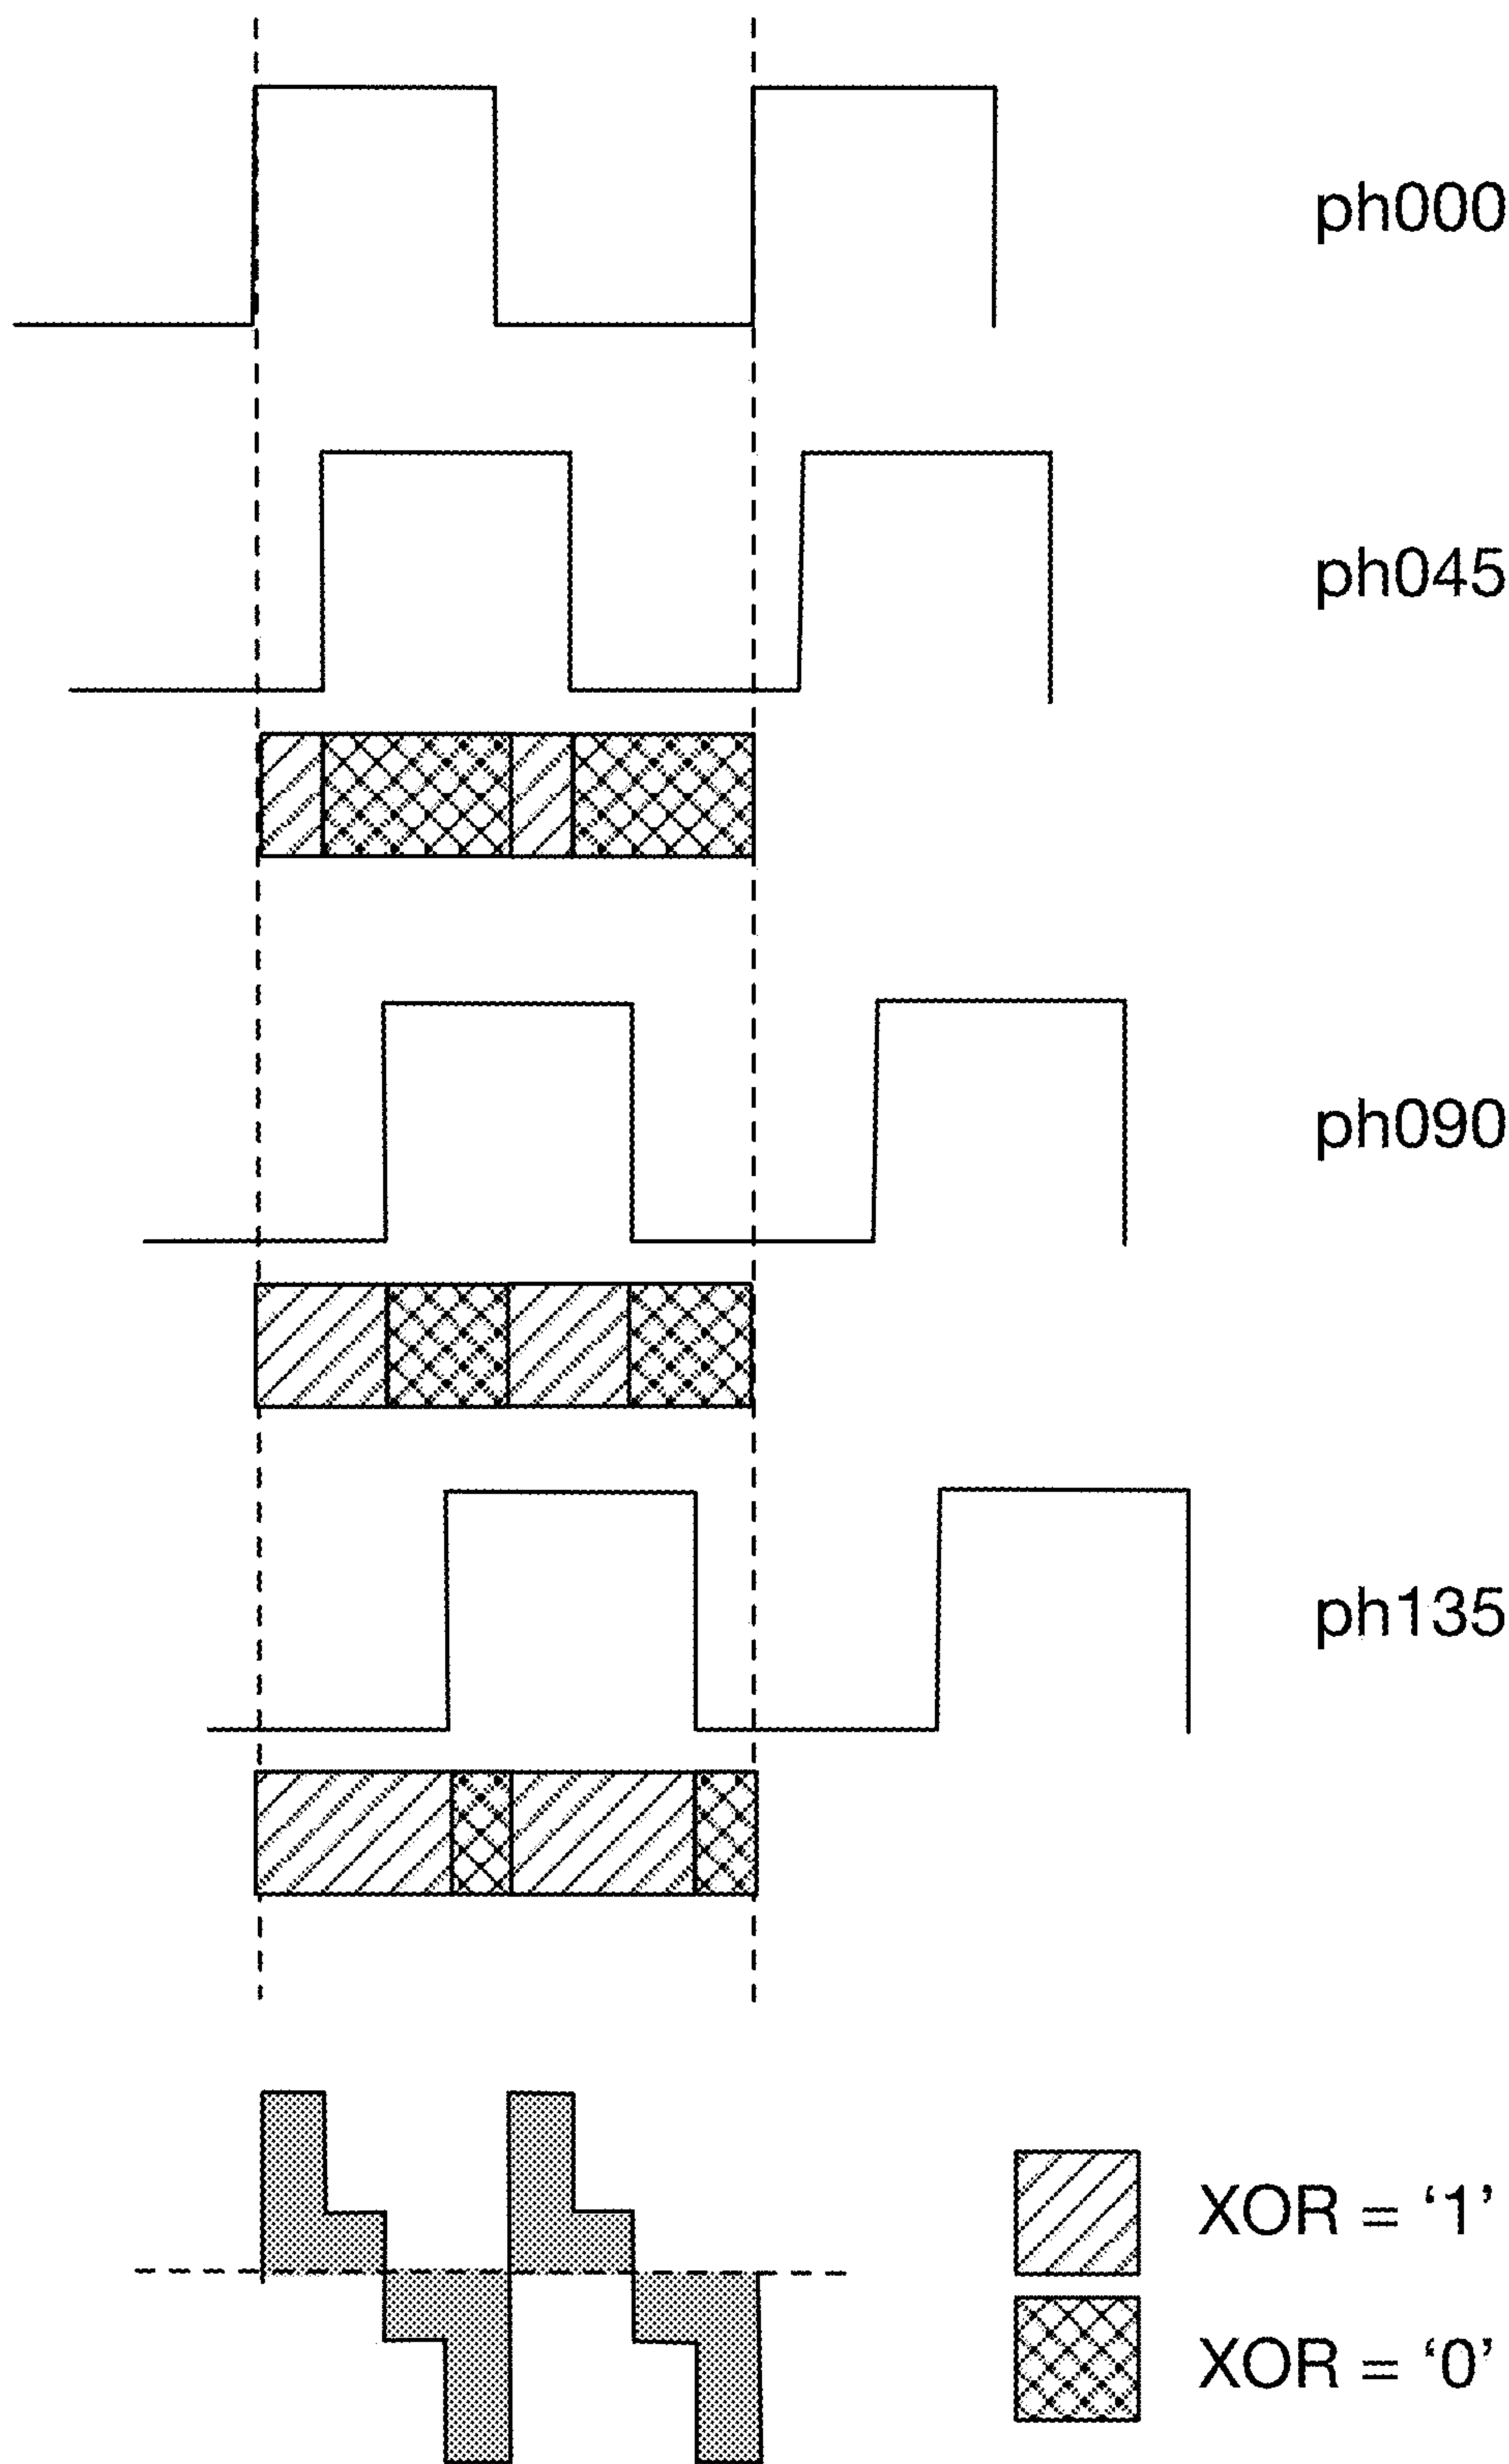 ph000
ph045
ph090
ph135
XOR = ‘1’
XOR = ‘0’